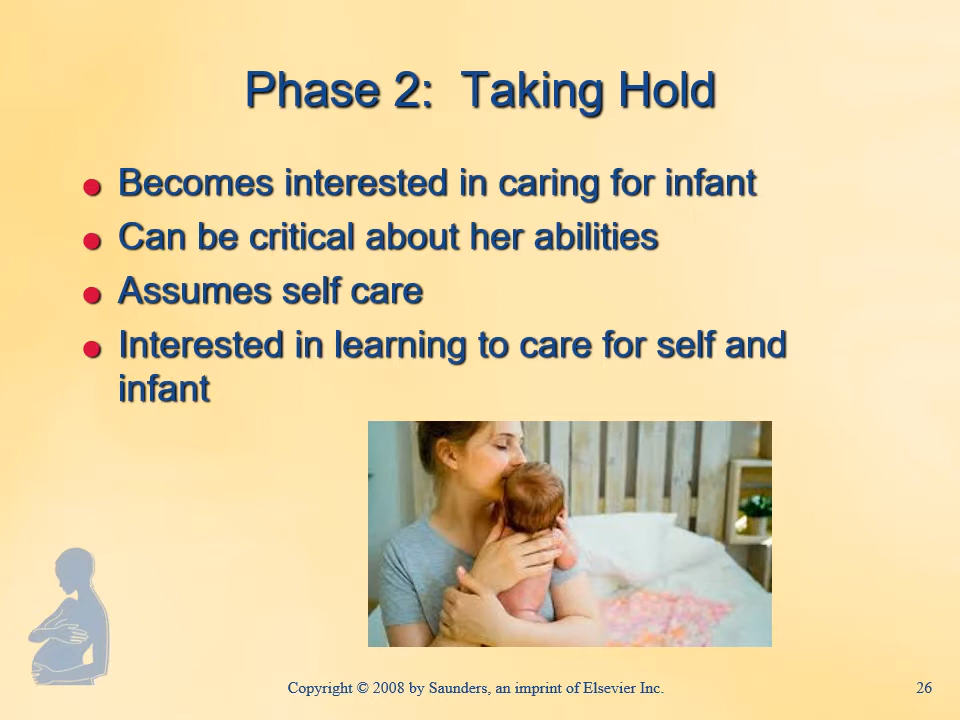 Phase 2: Taking Hold
Becomes interested in caring for infant
Can be critical about her abilities
Assumes self care
Interested in learning to care for self and
infant
Copyright © 2008 by Saunders, an imprint of Elsevier Inc.
26